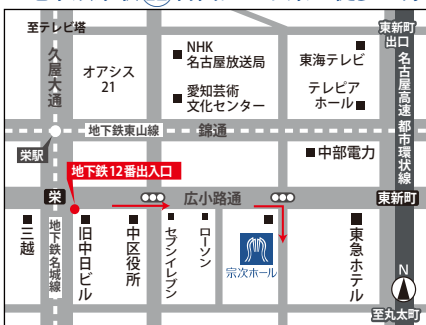 至テレビ塔
久屋大通
オアシス
21
NHK
名古屋放送局
愛知芸術
文化センター
東海テレビ
テレピア
ホール
東新町
出口
名古屋高速 都市環状線
地下鉄東山線
錦通
栄駅
地下鉄12番出入口
中部電力
栄
広小路通
東新町
三越
地下鉄名城線
旧中日ビル
中区役所
セブンイレブン
ローソン
宗次ホール
東急ホテル
N
至丸太町